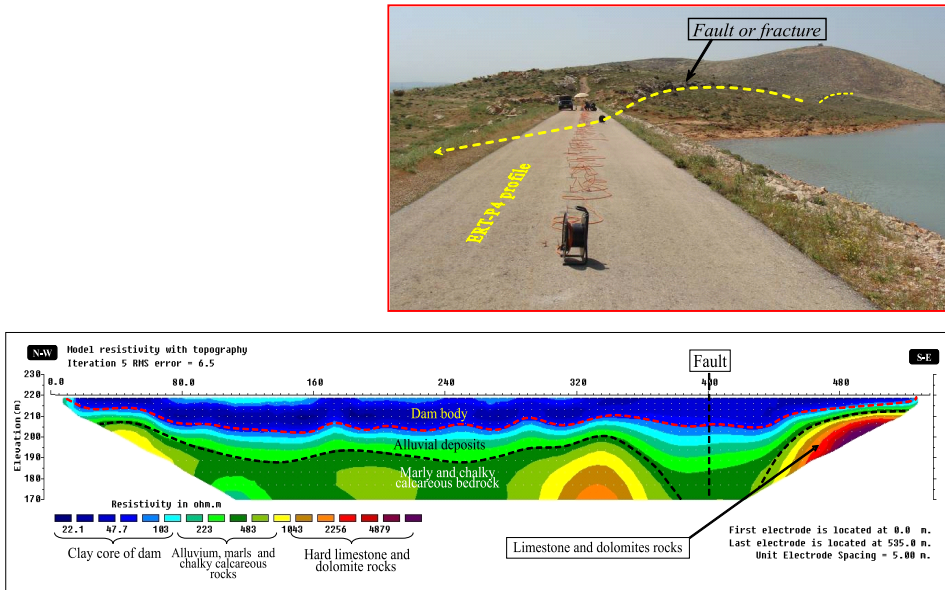 Fault or fracture
ERT-P4 profile
N-W
Model resistivity with topography
Iteration 5 RMS error = 6.5
Fault
S-E
Elevation(m)
230
220
210
200
190
180
170
0.0 80.0 160 240 320 400 480
Dam body
Alluvial deposits
Marly and chalky
calcareous bedrock
Resistivity in ohm.m
22.1 47.7 103 223 483 1043 2256 4879
Clay core of dam
Alluvium, marls and
chalky calcareous
rocks
Hard limestone and
dolomite rocks
Limestone and dolomites rocks
First electrode is located at 0.0 m.
Last electrode is located at 535.0 m.
Unit Electrode Spacing = 5.00 m.